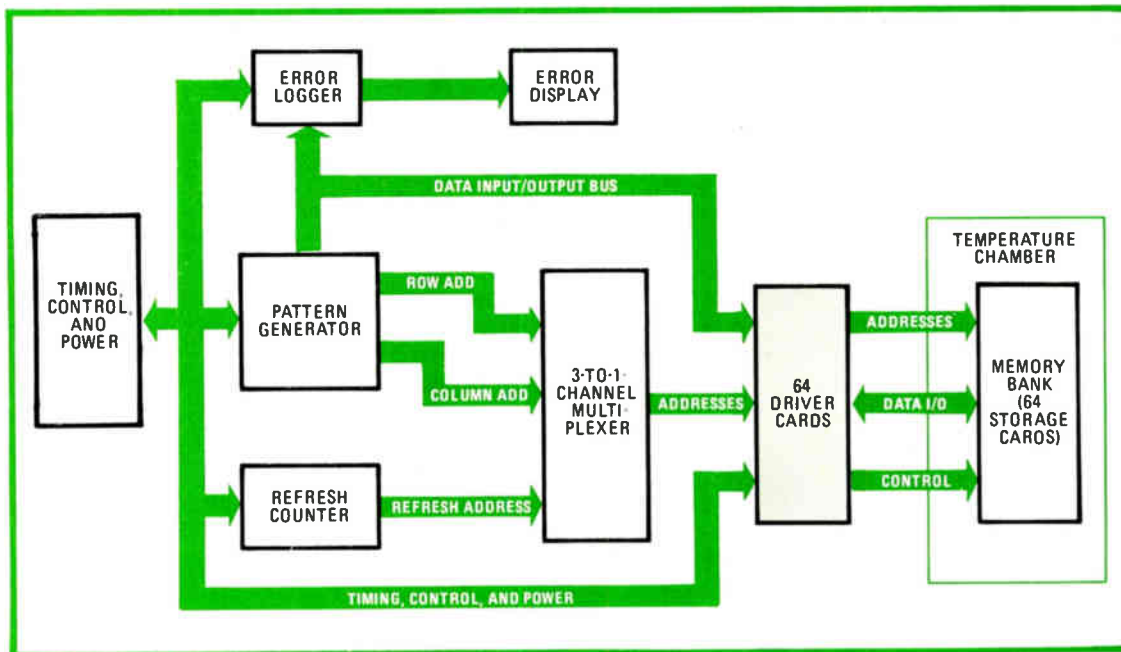 ERROR
LOGGER
ERROR
DISPLAY
DATA INPUT/OUTPUT BUS
TIMING,
CONTROL,
AND
POWER
PATTERN
GENERATOR
ROW ADD
COLUMN ADD
3-TO-1-
CHANNEL
MULTI-
PLEXER
REFRESH
COUNTER
REFRESH ADDRESS
ADDRESSES
64
DRIVER
CARDS
ADDRESSES
DATA I/O
CONTROL
TEMPERATURE
CHAMBER
MEMORY
BANK
(64
STORAGE
CAROS)
TIMING, CONTROL, AND POWER